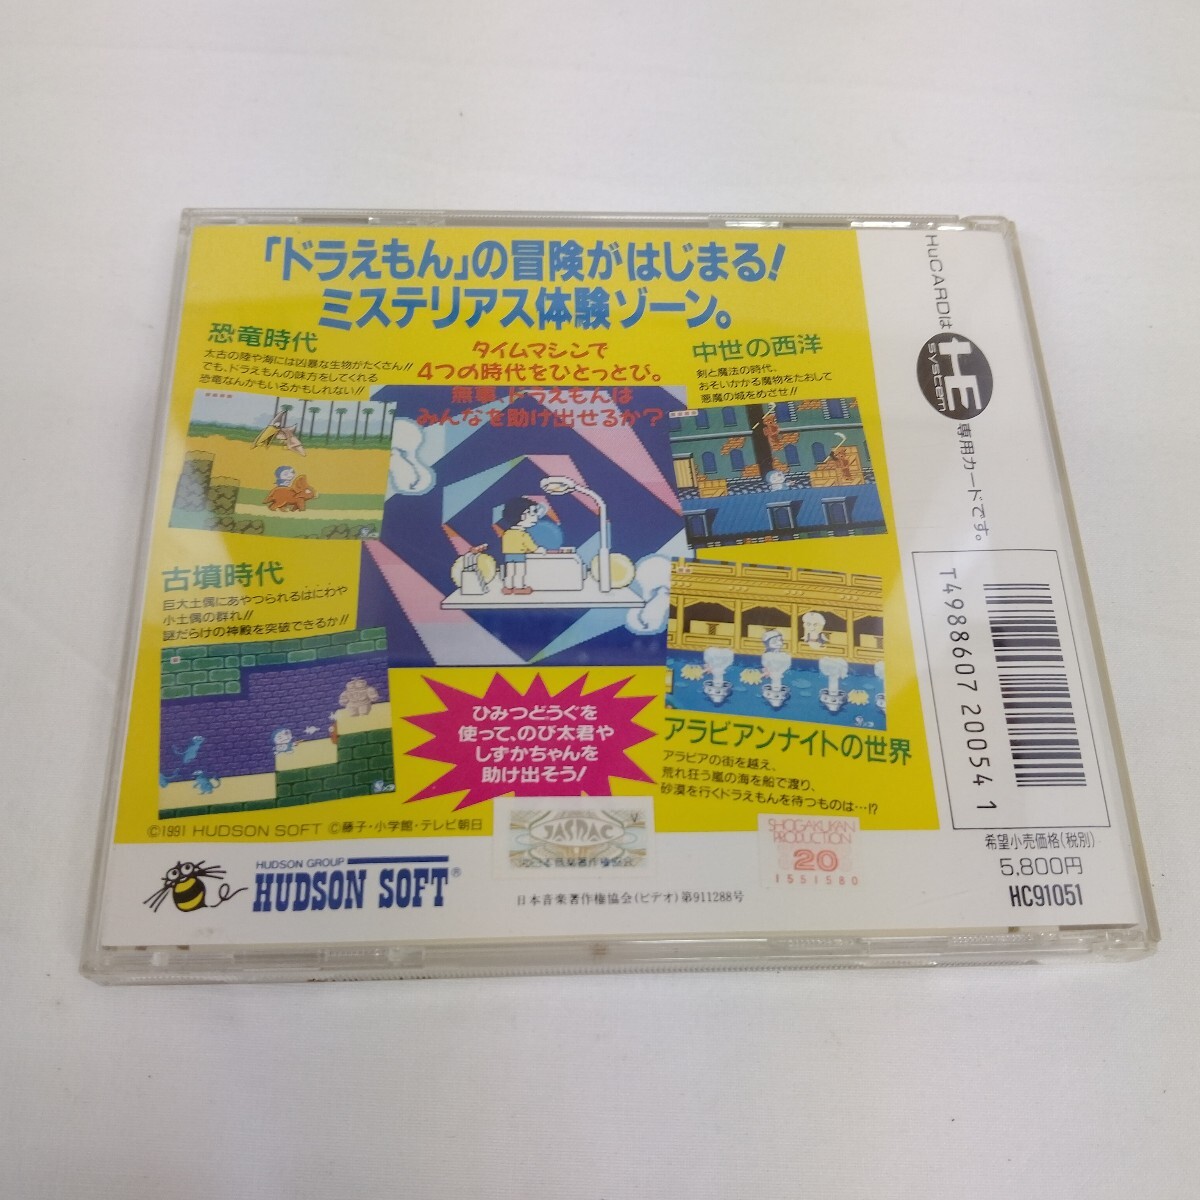 「ドラえもん」の冒険がはじまる!
ミステリアス体験ゾーン。
恐竜時代
太古の陸や海には凶暴な生物がたくさん!!
でも、ドラえもんの味方をしてくれる
恐竜なんかもいるかもしれない!!
タイムマシンで
4つの時代をひとっとび。
無事、ドラえもんは
みんなを助け出せるか?
中世の西洋
剣と魔法の時代、
おそいかかる魔物をたおして
悪魔の城をめざせ!!
古墳時代
巨大土偶にあやつられるはにわや
小土偶の群れ!!
謎だらけの神殿を突破できるか!!
ひみつどうぐを
使って、のび太君や
しずかちゃんを
助け出そう!
アラビアンナイトの世界
アラビアの街を越え、
荒れ狂う嵐の海を船で渡り、
砂漠を行くドラえもんを待つものは…!?
©1991 HUDSON SOFT ©藤子・小学館・テレビ朝日
HUDSON GROUP
HUDSON SOFT®
JASRAC
V
日本音楽著作権協会(ビデオ)第911288号
SHOGAKUKAN
PRODUCTION
20
1551580
HuCARDは
HE
SYSTEM
専用カードです。
T4988607200541
希望小売価格(税別)
5,800円
HC91051